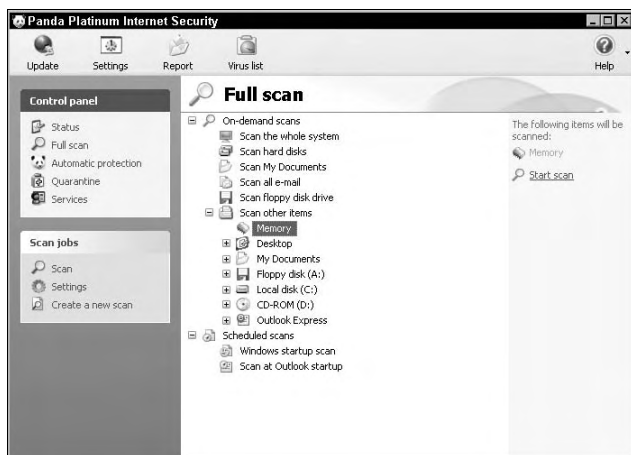 Panda Platinum Internet Security
Update
Settings
Report
Virus list
Help
Control panel
Status
Full scan
Automatic protection
Quarantine
Services
Scan jobs
Scan
Settings
Create a new scan
Full scan
On-demand scans
Scan the whole system
Scan hard disks
Scan My Documents
Scan all e-mail
Scan floppy disk drive
Scan other items
Memory
Desktop
My Documents
Floppy disk (A:)
Local disk (C:)
CD-ROM (D:)
Outlook Express
Scheduled scans
Windows startup scan
Scan at Outlook startup
The following items will be
scanned:
Memory
Start scan